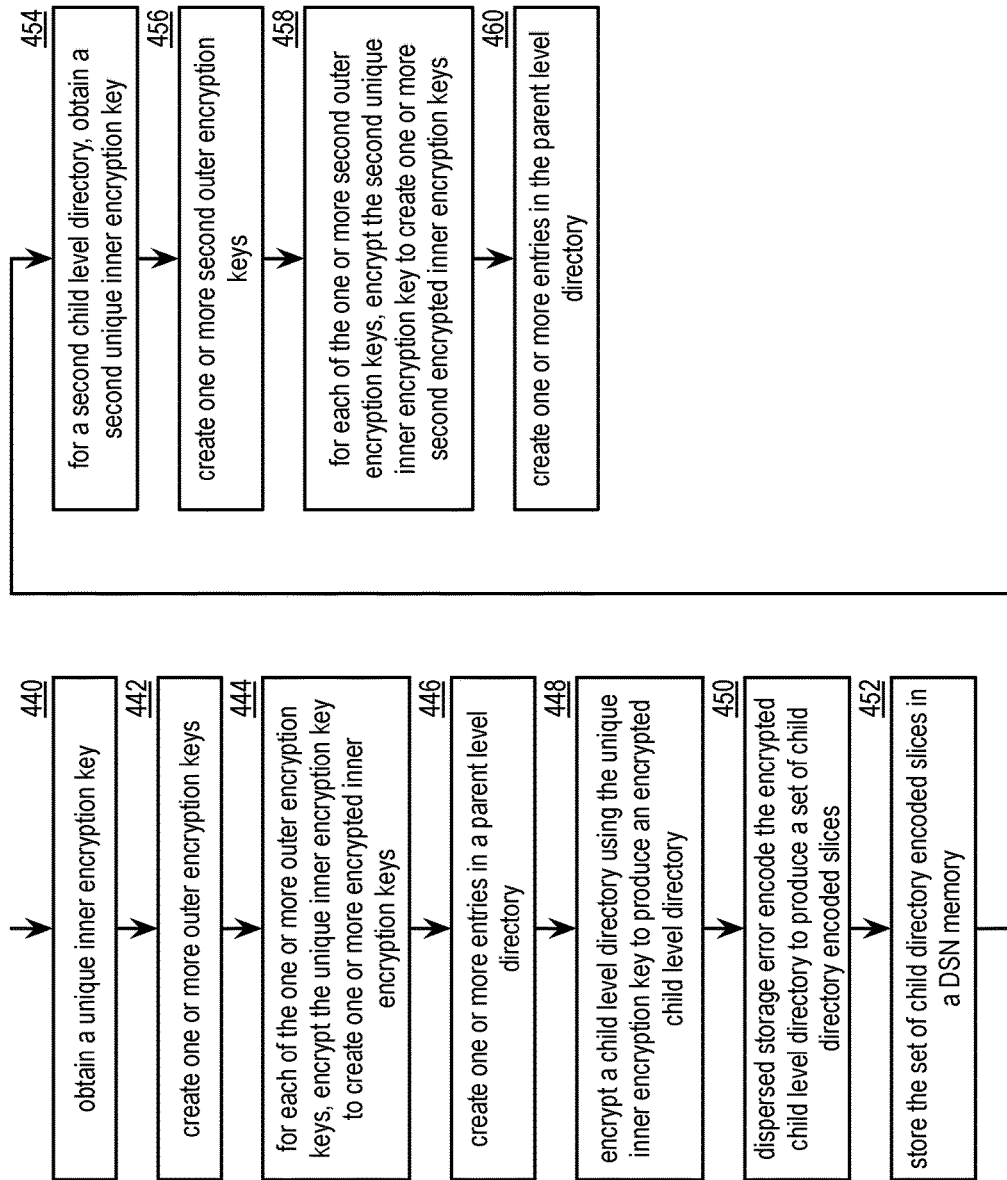 440
obtain a unique inner encryption key
442
create one or more outer encryption keys
444
for each of the one or more outer encryption
keys, encrypt the unique inner encryption key
to create one or more encrypted inner
encryption keys
446
create one or more entries in a parent level
directory
448
encrypt a child level directory using the unique
inner encryption key to produce an encrypted
child level directory
450
dispersed storage error encode the encrypted
child level directory to produce a set of child
directory encoded slices
452
store the set of child directory encoded slices in
a DSN memory
454
for a second child level directory, obtain a
second unique inner encryption key
456
create one or more second outer encryption
keys
458
for each of the one or more second outer
encryption keys, encrypt the second unique
inner encryption key to create one or more
second encrypted inner encryption keys
460
create one or more entries in the parent level
directory